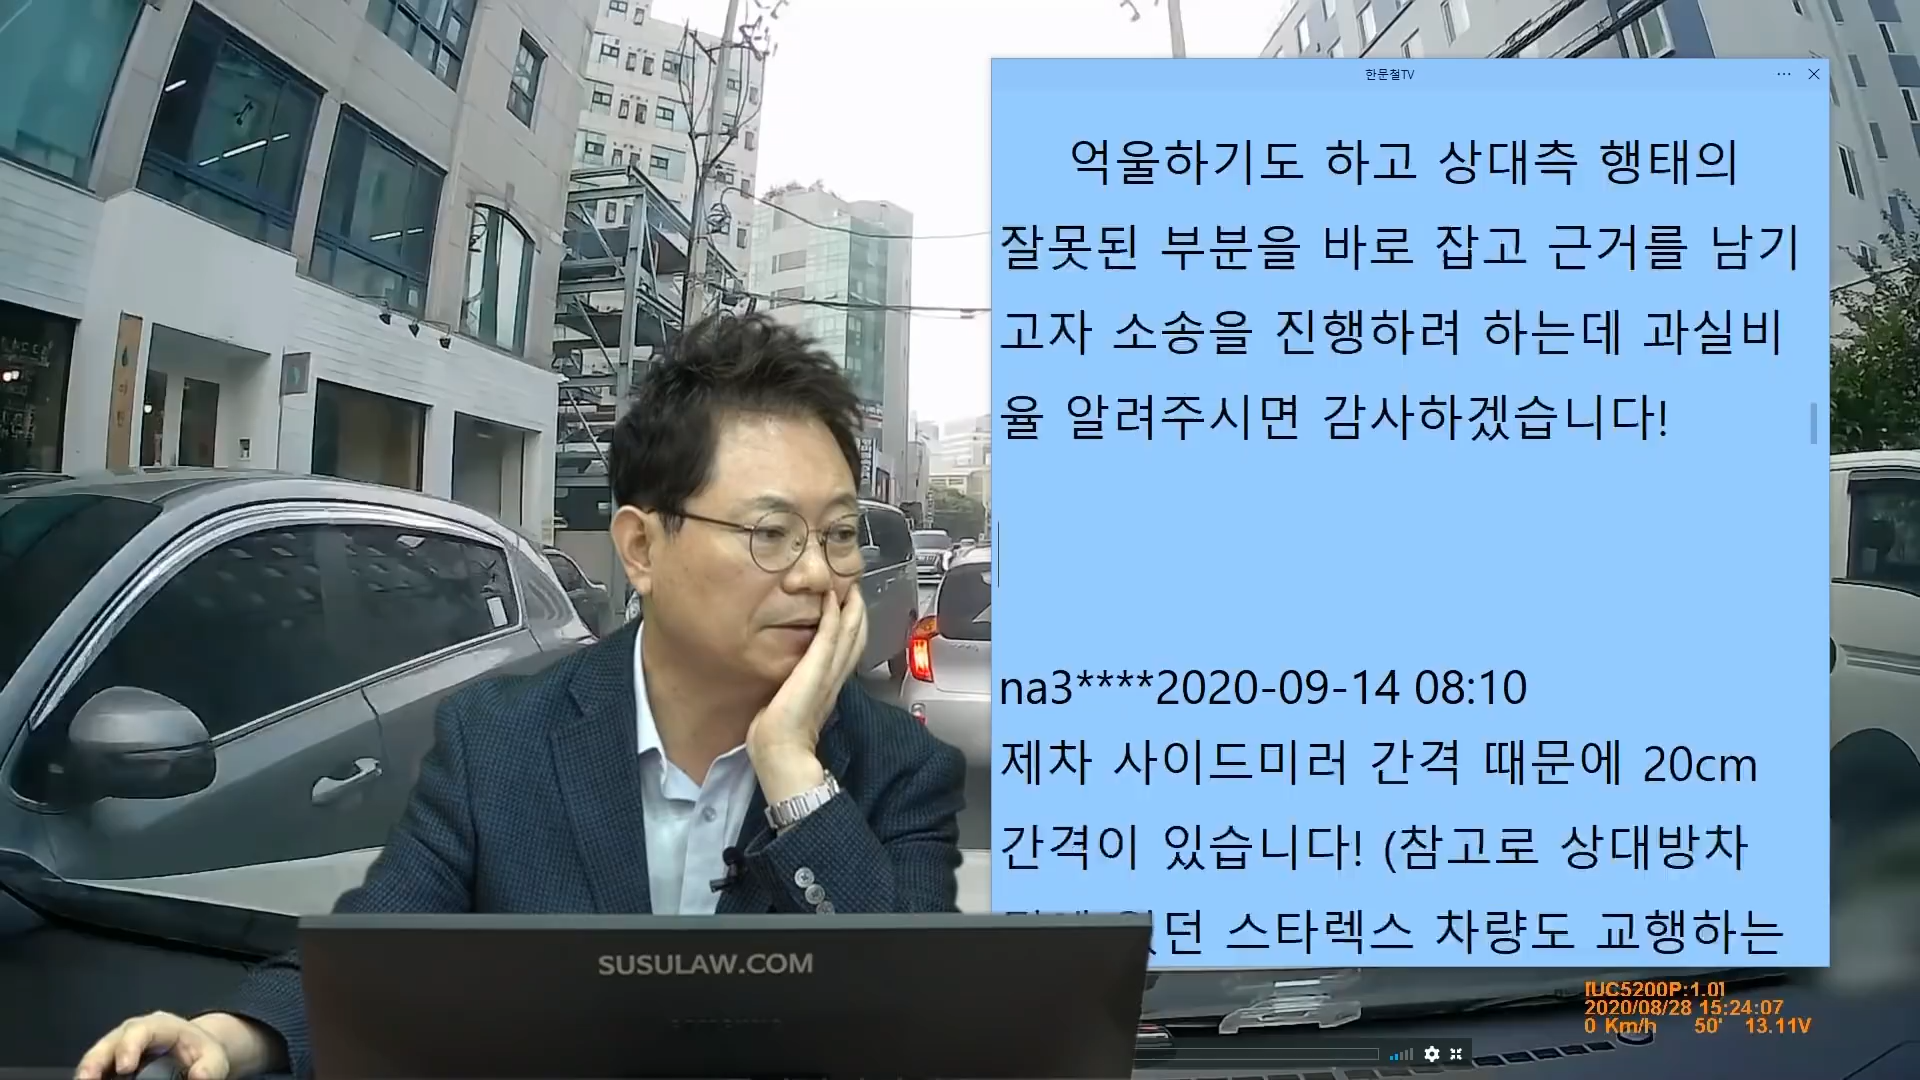 한문철TV
억울하기도 하고 상대측 행태의
잘못된 부분을 바로 잡고 근거를 남기
고자 소송을 진행하려 하는데 과실비
율 알려주시면 감사하겠습니다!
na3****2020-09-14 08:10
제차 사이드미러 간격 때문에 20cm
간격이 있습니다! (참고로 상대방차
스타렉스 차량도 교행하는
SUSULAW.COM
[UC5200P:1.0]
2020/08/28 15:24:07
0 Km/h 50' 13.11V